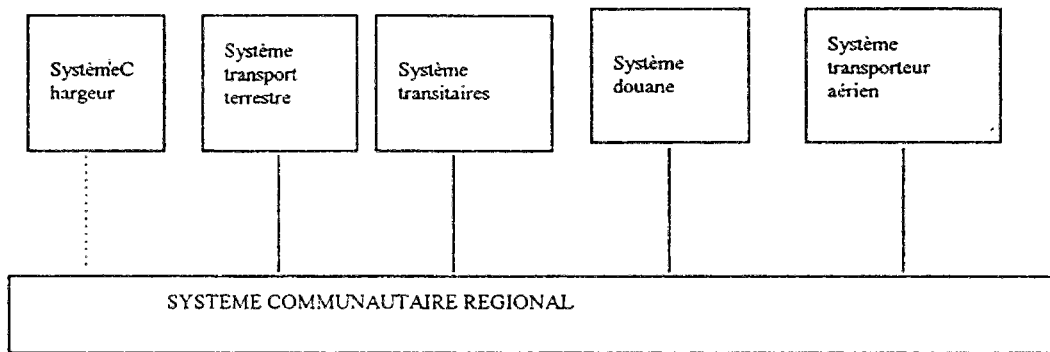 SystèmeC
hargeur
Système
transport
terrestre
Système
transitaires
Système
douane
Système
transporteur
aérien
SYSTEME COMMUNAUTAIRE REGIONAL